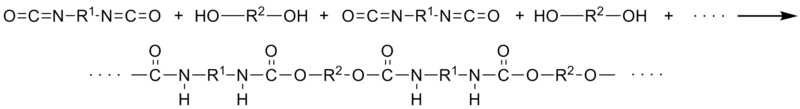 O=C=N–R¹–N=C=O + HO–R²–OH + O=C=N–R¹–N=C=O + HO–R²–OH + ····
O O O O
···· –C–N–R¹–N–C–O–R²–O–C–N–R¹–N–C–O–R²–O– ····
H H H H